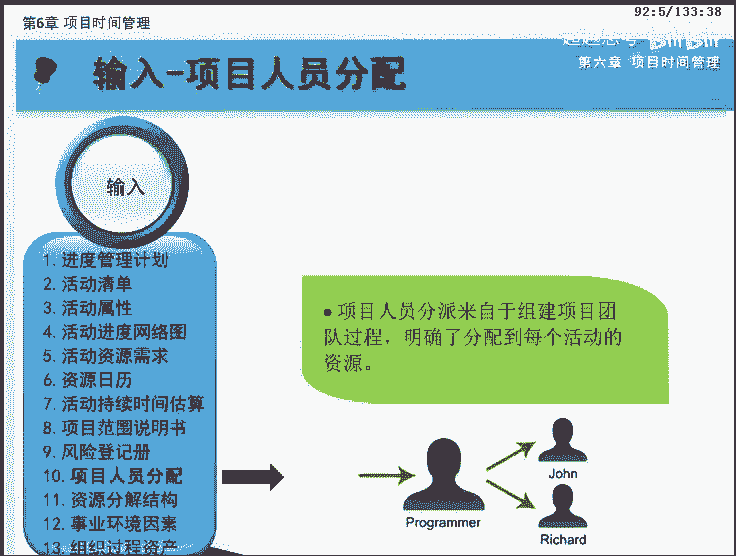 第6章 项目时间管理
92:5/133:38
输入-项目人员分配
第六章 项目时间管理
输入
1. 进度管理计划
2. 活动清单
3. 活动属性
4. 活动进度网络图
5. 活动资源需求
6. 资源日历
7. 活动持续时间估算
8. 项目范围说明书
9. 风险登记册
10. 项目人员分配
11. 资源分解结构
12. 事业环境因素
13. 组织过程资产
● 项目人员分派来自于组建项目团
队过程，明确了分配到每个活动的
资源。
Programmer
John
Richard